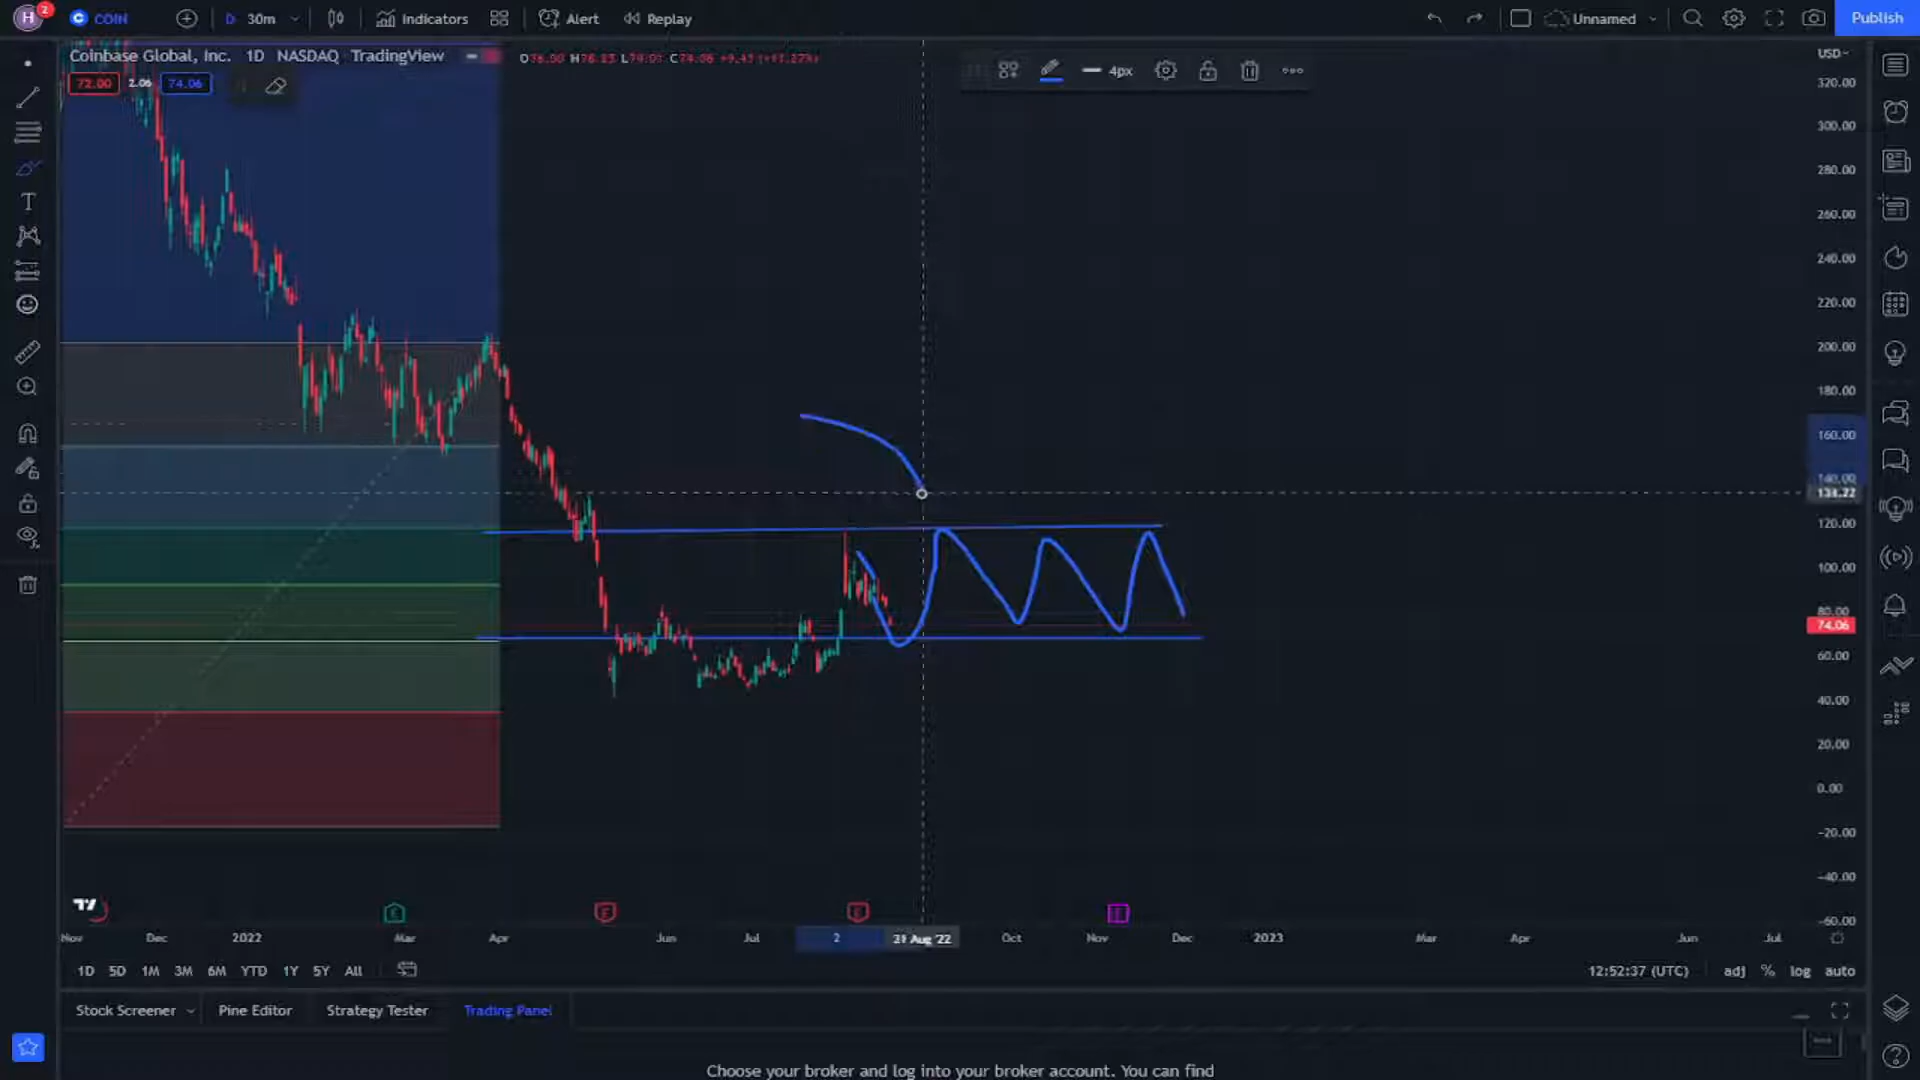 H 2 COIN D 30m Indicators Alert Replay Unnamed Publish
Coinbase Global, Inc. 1D NASDAQ TradingView
72.00 2.06 74.06
4px
USD
320.00
300.00
280.00
260.00
240.00
220.00
200.00
180.00
160.00
140.00
120.00
100.00
80.00
74.06
60.00
40.00
20.00
0.00
-20.00
-40.00
-60.00
Nov Dec 2022 Mar Apr Jun Jul 2 21 Aug '22 Oct Nov Dec 2023 Mar Apr Jun Jul
1D 5D 1M 3M 6M YTD 1Y 5Y All 12:52:37 (UTC) adj % log auto
Stock Screener Pine Editor Strategy Tester Trading Panel
Choose your broker and log into your broker account. You can find